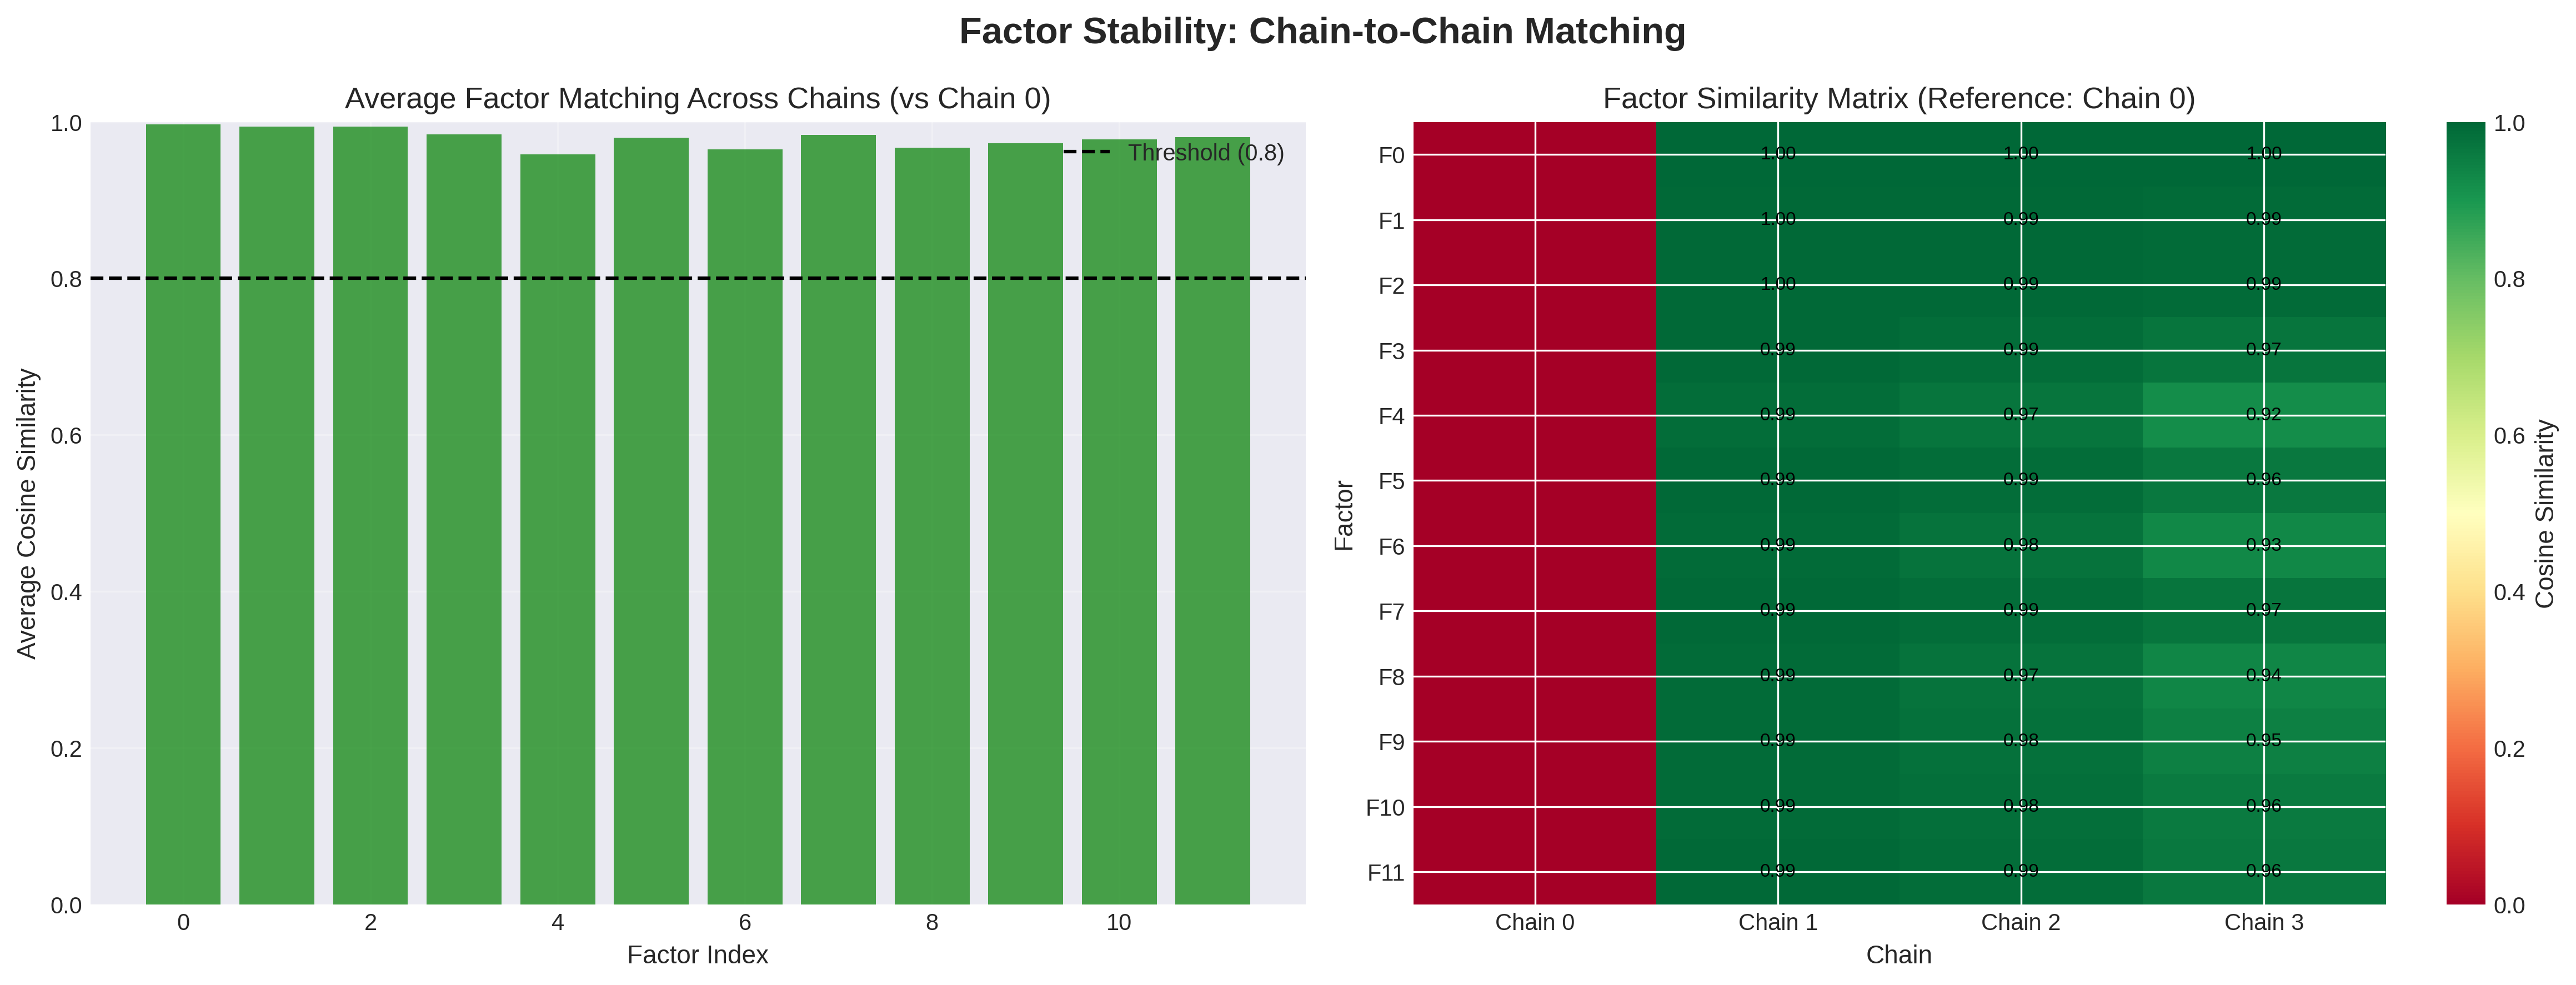 Factor Stability: Chain-to-Chain Matching
Average Factor Matching Across Chains (vs Chain 0)
Average Cosine Similarity
1.0
0.8
0.6
0.4
0.2
0.0
Threshold (0.8)
0 2 4 6 8 10
Factor Index
Factor Similarity Matrix (Reference: Chain 0)
Factor
F0 1.00 1.00 1.00
F1 1.00 0.99 0.99
F2 1.00 0.99 0.99
F3 0.99 0.99 0.97
F4 0.99 0.97 0.92
F5 0.99 0.99 0.96
F6 0.99 0.98 0.93
F7 0.99 0.99 0.97
F8 0.99 0.97 0.94
F9 0.99 0.98 0.95
F10 0.99 0.98 0.96
F11 0.99 0.99 0.96
Chain 0 Chain 1 Chain 2 Chain 3
Chain
1.0
0.8
0.6
0.4
0.2
0.0
Cosine Similarity